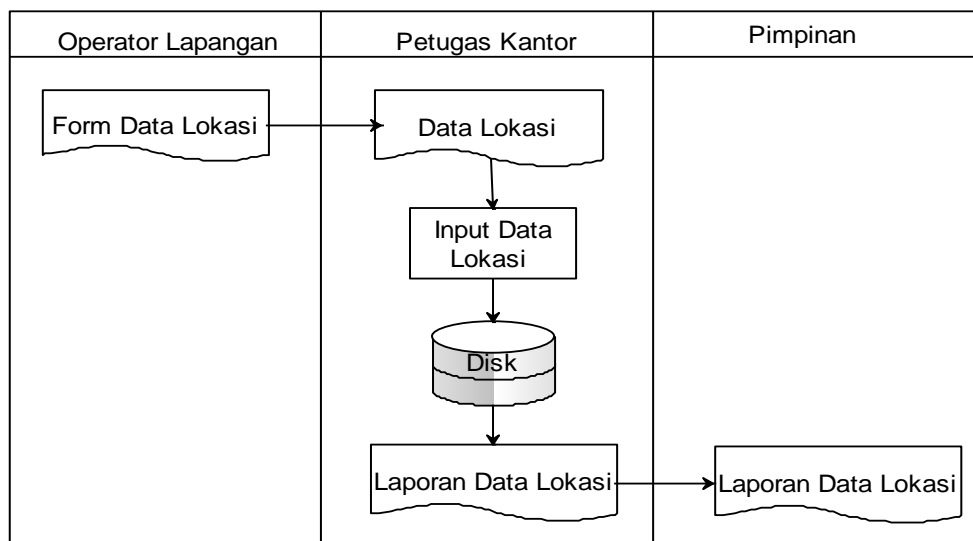 Operator Lapangan
Petugas Kantor
Pimpinan
Form Data Lokasi
Data Lokasi
Input Data
Lokasi
Disk
Laporan Data Lokasi
Laporan Data Lokasi